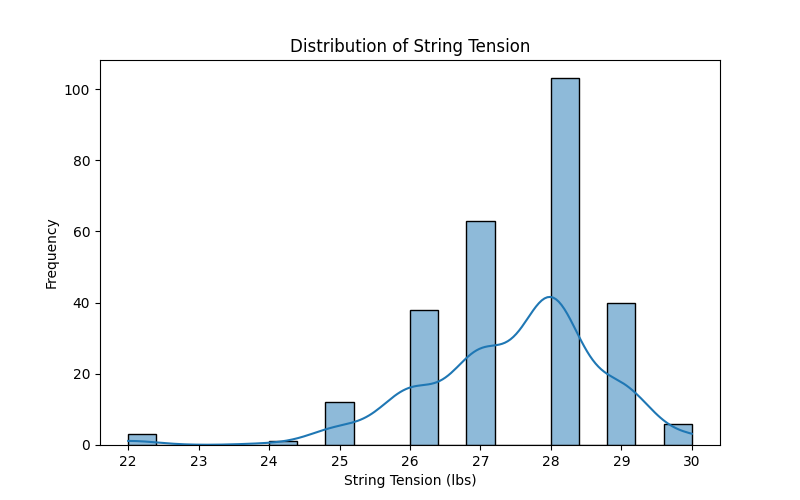 Distribution of String Tension
Frequency
100
80
60
40
20
0
22 23 24 25 26 27 28 29 30
String Tension (lbs)